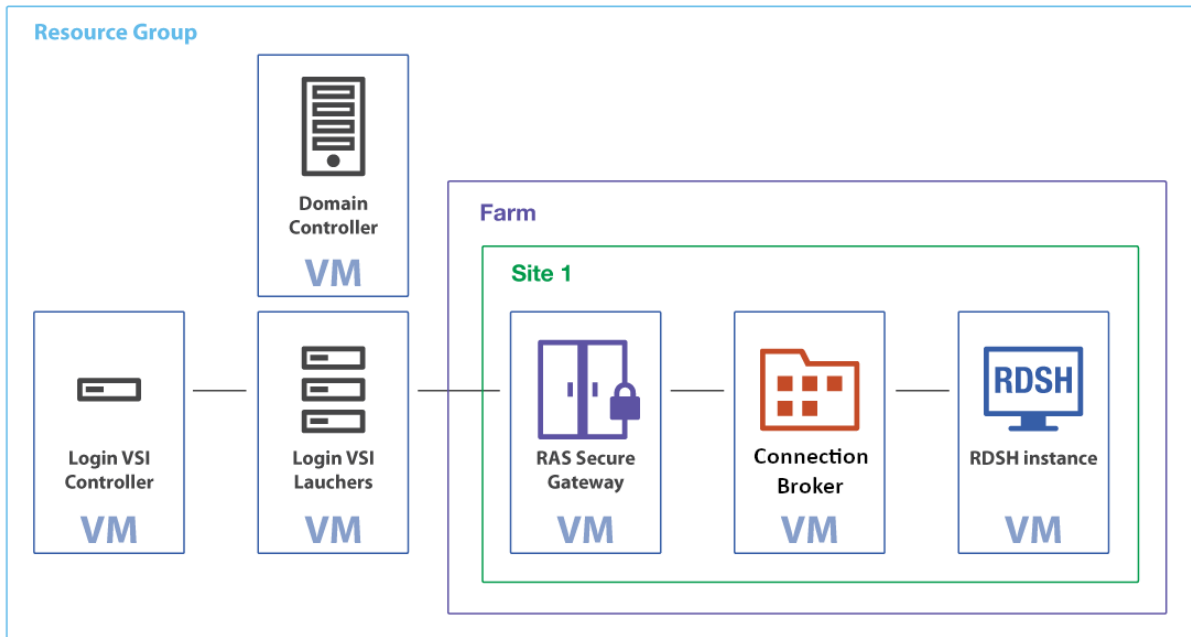 Resource Group
Domain
Controller
VM
Farm
Site 1
Login VSI
Controller
VM
Login VSI
Lauchers
VM
RAS Secure
Gateway
VM
Connection
Broker
VM
RDSH
RDSH instance
VM